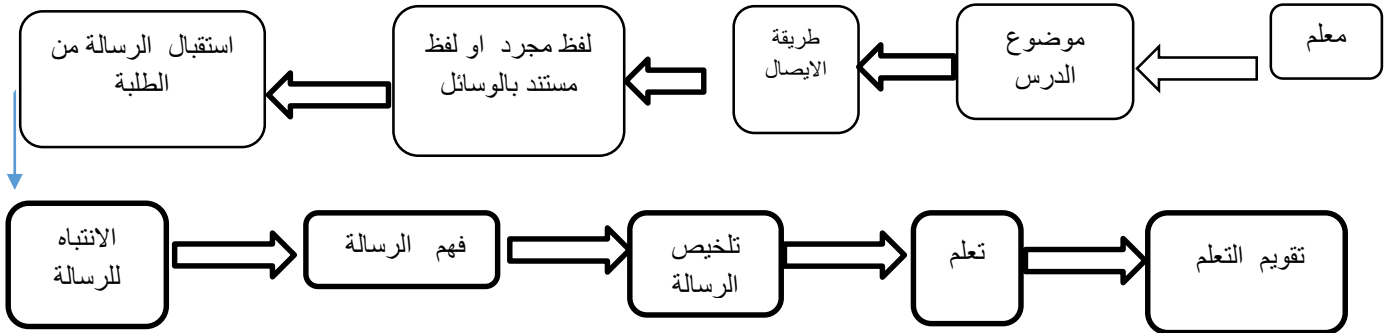 معلم
موضوع
الدرس
طريقة
الايصال
لفظ مجرد او لفظ
مستند بالوسائل
استقبال الرسالة من
الطلبة
الانتباه
للرسالة
فهم الرسالة
تلخيص
الرسالة
تعلم
تقويم التعلم